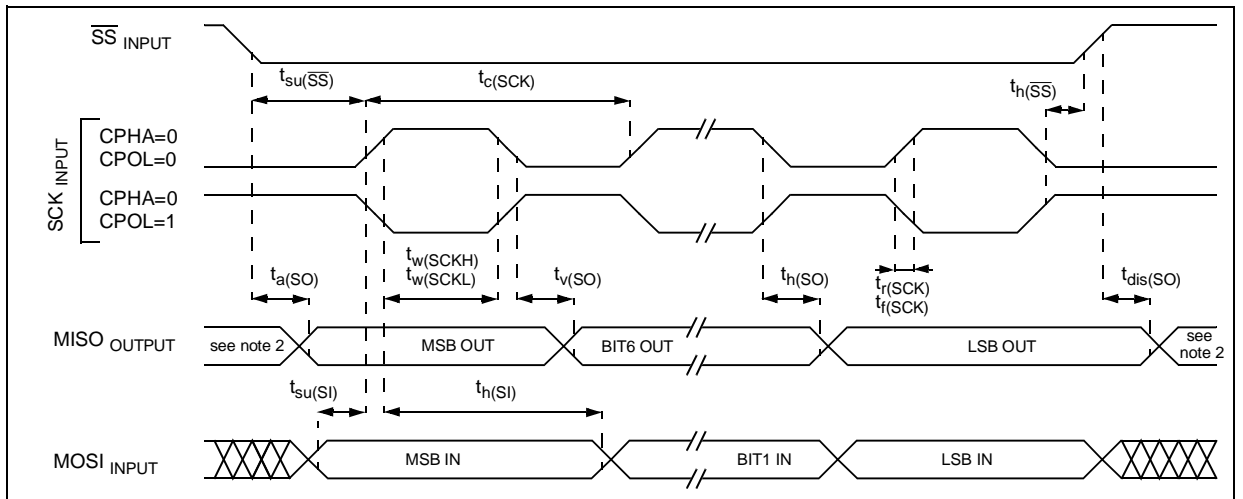 SS INPUT
tsu(SS)
tc(SCK)
th(SS)
SCK INPUT
CPHA=0
CPOL=0
CPHA=0
CPOL=1
ta(SO)
tw(SCKH)
tw(SCKL)
tv(SO)
th(SO)
tr(SCK)
tf(SCK)
tdis(SO)
MISO OUTPUT
see note 2
MSB OUT
BIT6 OUT
LSB OUT
see
note 2
tsu(SI)
th(SI)
MOSI INPUT
MSB IN
BIT1 IN
LSB IN